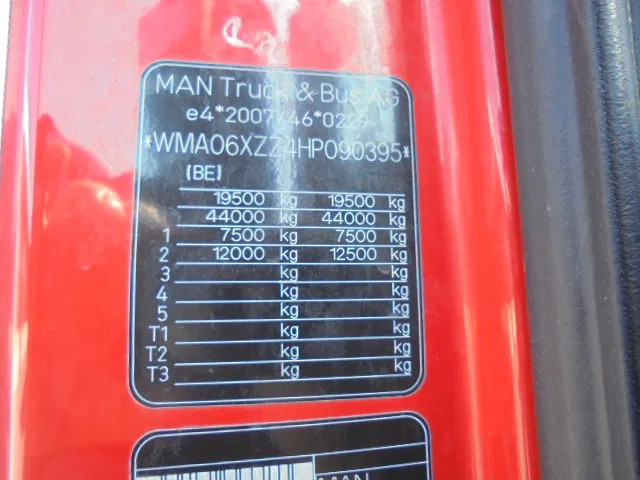 MAN Truck & Bus AG
e4*2007/46*0229
*WMA06XZZ4HP090395*
(BE)
19500 kg 19500 kg
44000 kg 44000 kg
1 7500 kg 7500 kg
2 12000 kg 12500 kg
3 kg kg
4 kg kg
5 kg kg
T1 kg kg
T2 kg kg
T3 kg kg
MAN